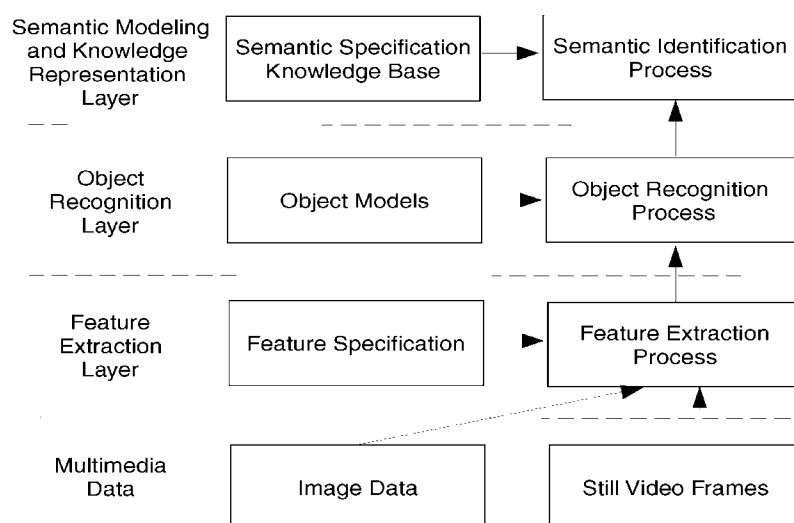 Semantic Modeling
and Knowledge
Representation
Layer
Semantic Specification
Knowledge Base
Semantic Identification
Process
Object
Recognition
Layer
Object Models
Object Recognition
Process
Feature
Extraction
Layer
Feature Specification
Feature Extraction
Process
Multimedia
Data
Image Data
Still Video Frames